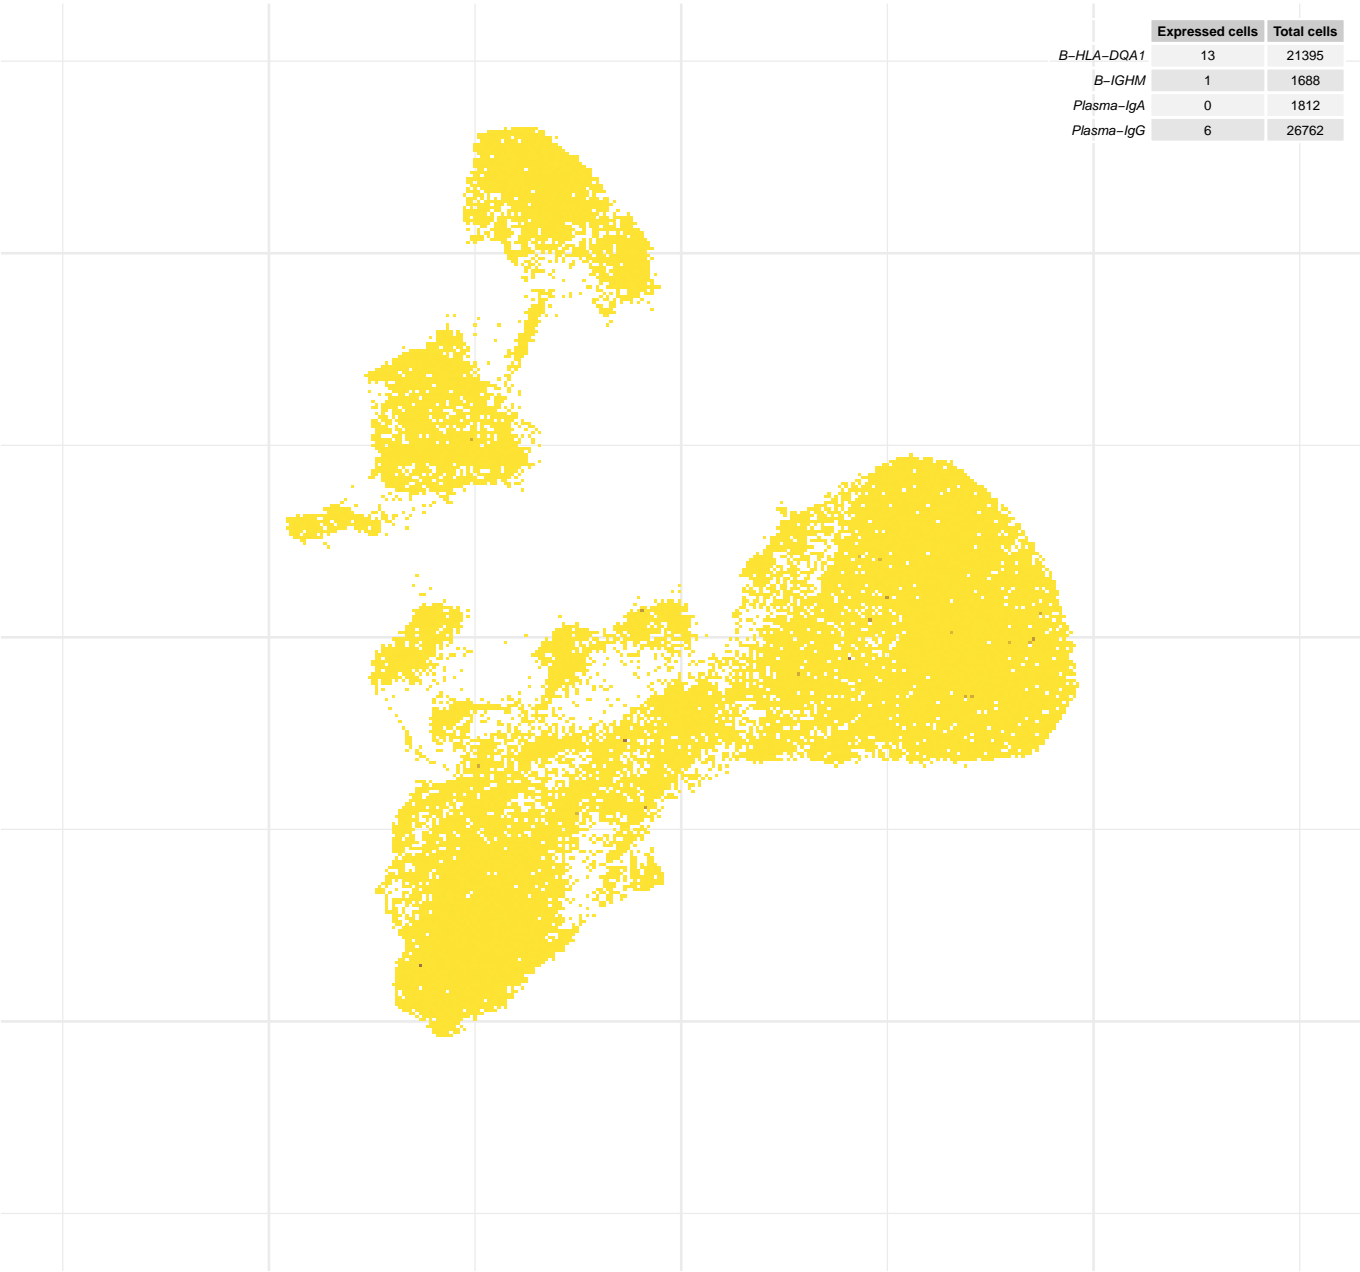 Expressed cells Total cells
B−HLA−DQA1 13 21395
B−IGHM 1 1688
Plasma−IgA 0 1812
Plasma−IgG 6 26762